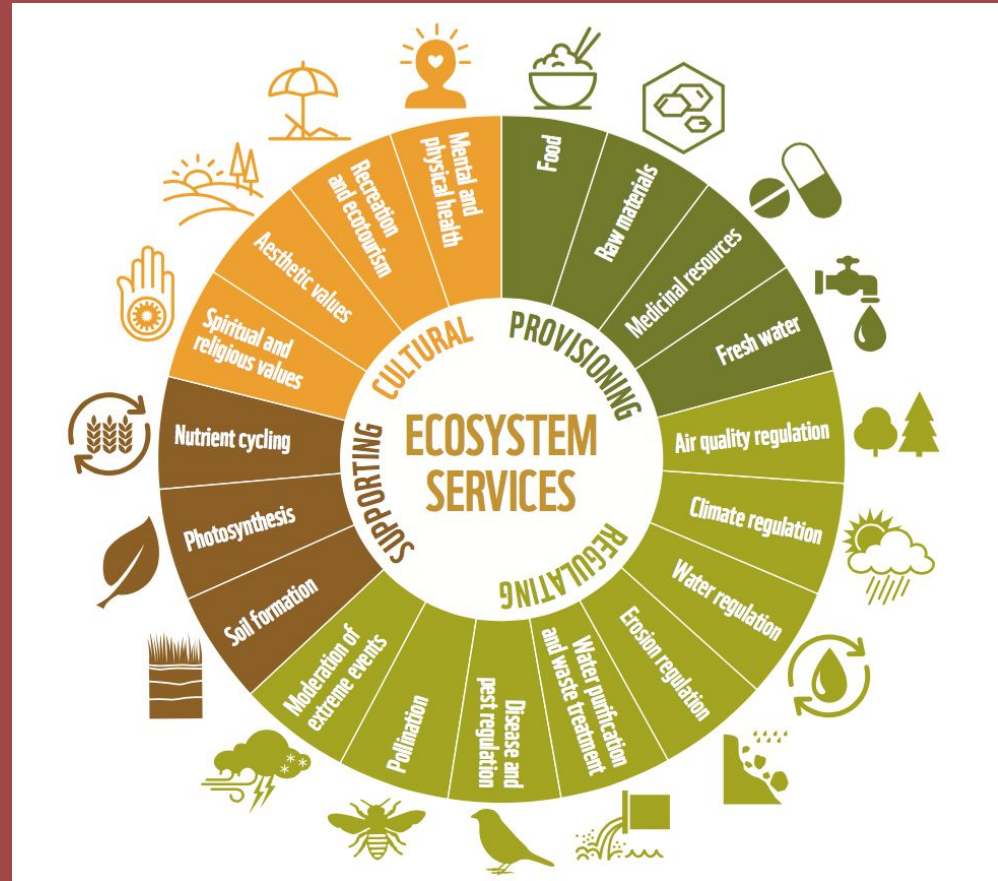 ECOSYSTEM
SERVICES
PROVISIONING
Food
Raw materials
Medicinal resources
Fresh water
REGULATING
Air quality regulation
Climate regulation
Water regulation
Erosion regulation
Water purification
and waste treatment
Disease and
pest regulation
Pollination
Moderation of
extreme events
SUPPORTING
Soil formation
Photosynthesis
Nutrient cycling
CULTURAL
Spiritual and
religious values
Aesthetic values
Recreation
and ecotourism
Mental and
physical health